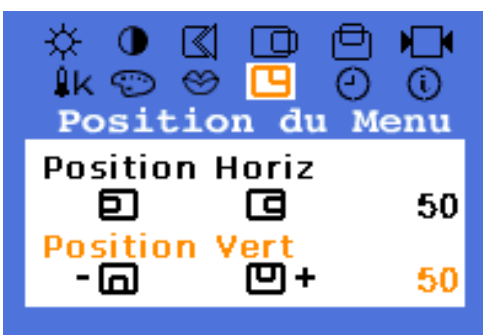 K
Position du Menu
Position Horiz
50
Position Vert
- + 50